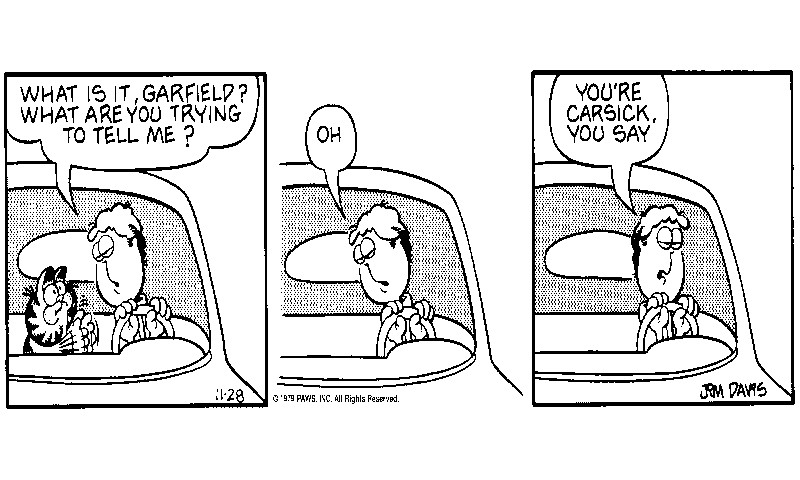 WHAT IS IT, GARFIELD?
WHAT ARE YOU TRYING
TO TELL ME?
11-28
OH
© 1979 PAWS, INC. All Rights Reserved.
YOU'RE
CARSICK,
YOU SAY
JIM DAVIS